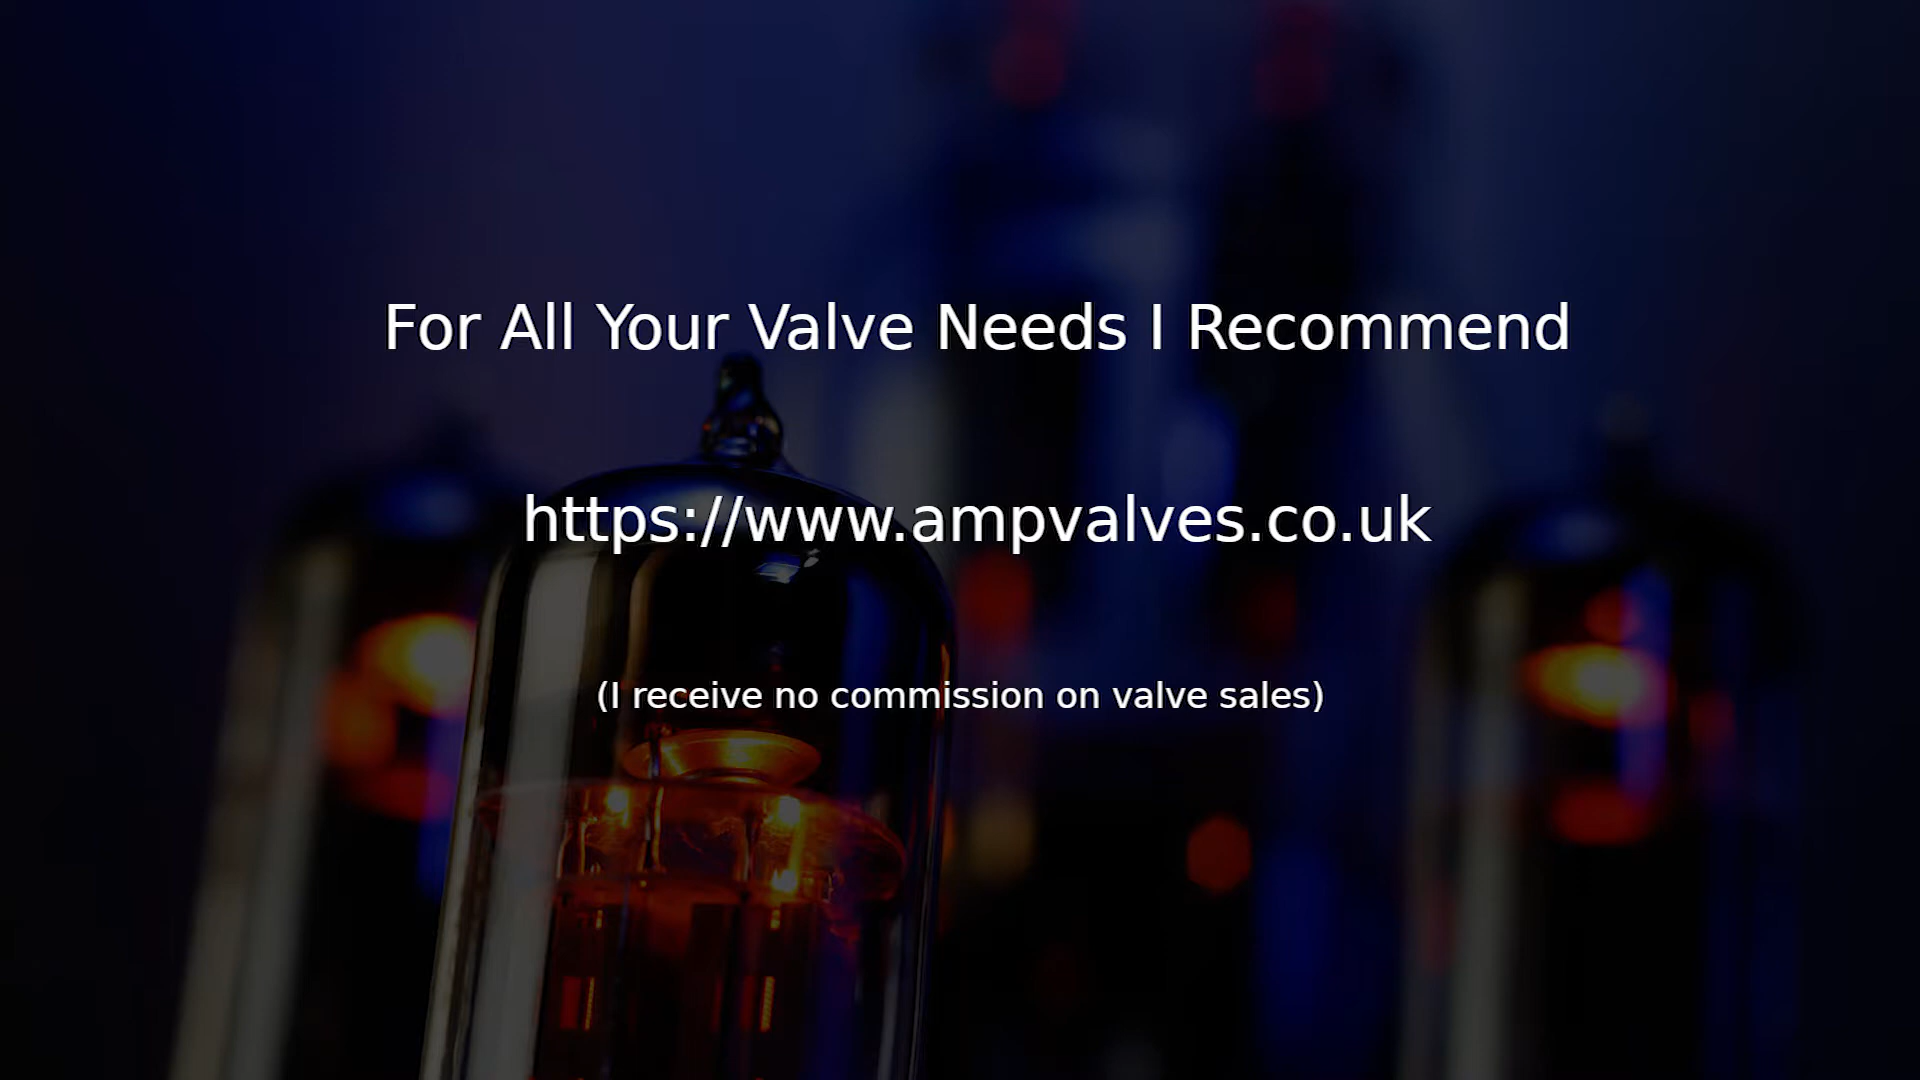 For All Your Valve Needs I Recommend
https://www.ampvalves.co.uk
(I receive no commission on valve sales)